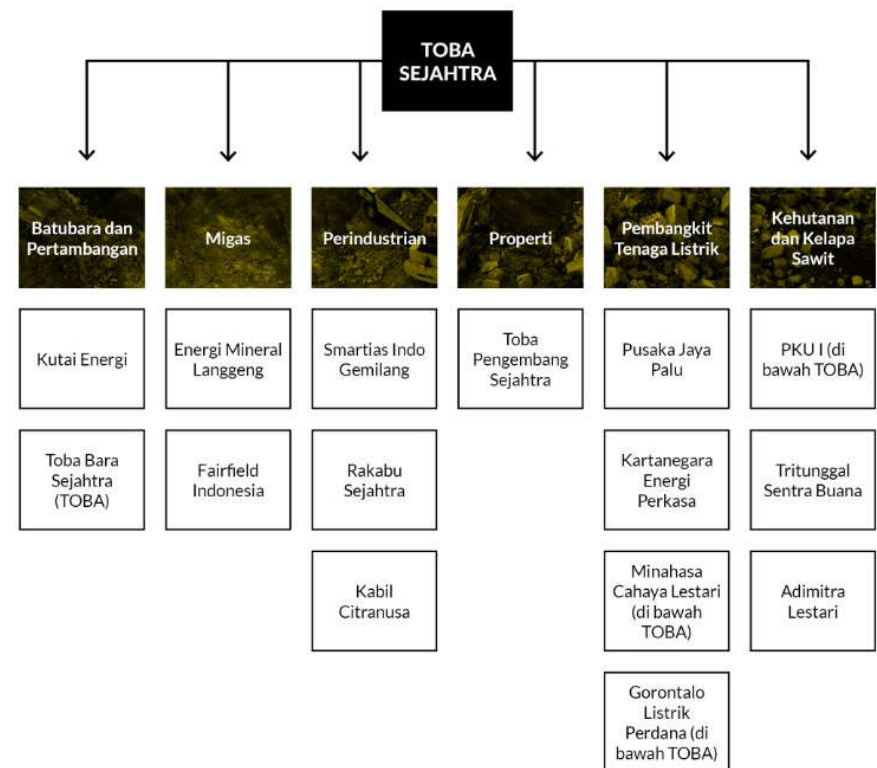 TOBA
SEJAHTRA
Batubara dan
Pertambangan
Migas
Perindustrian
Properti
Pembangkit
Tenaga Listrik
Kehutanan
dan Kelapa
Sawit
Kutai Energi
Energi Mineral
Langgeng
Smartias Indo
Gemilang
Toba
Pengembang
Sejahtra
Pusaka Jaya
Palu
PKU I (di
bawah TOBA)
Toba Bara
Sejahtra
(TOBA)
Fairfield
Indonesia
Rakabu
Sejahtra
Kartanegara
Energi
Perkasa
Tritunggal
Sentra Buana
Kabil
Citranusa
Minahasa
Cahaya Lestari
(di bawah
TOBA)
Adimitra
Lestari
Gorontalo
Listrik
Perdana (di
bawah TOBA)